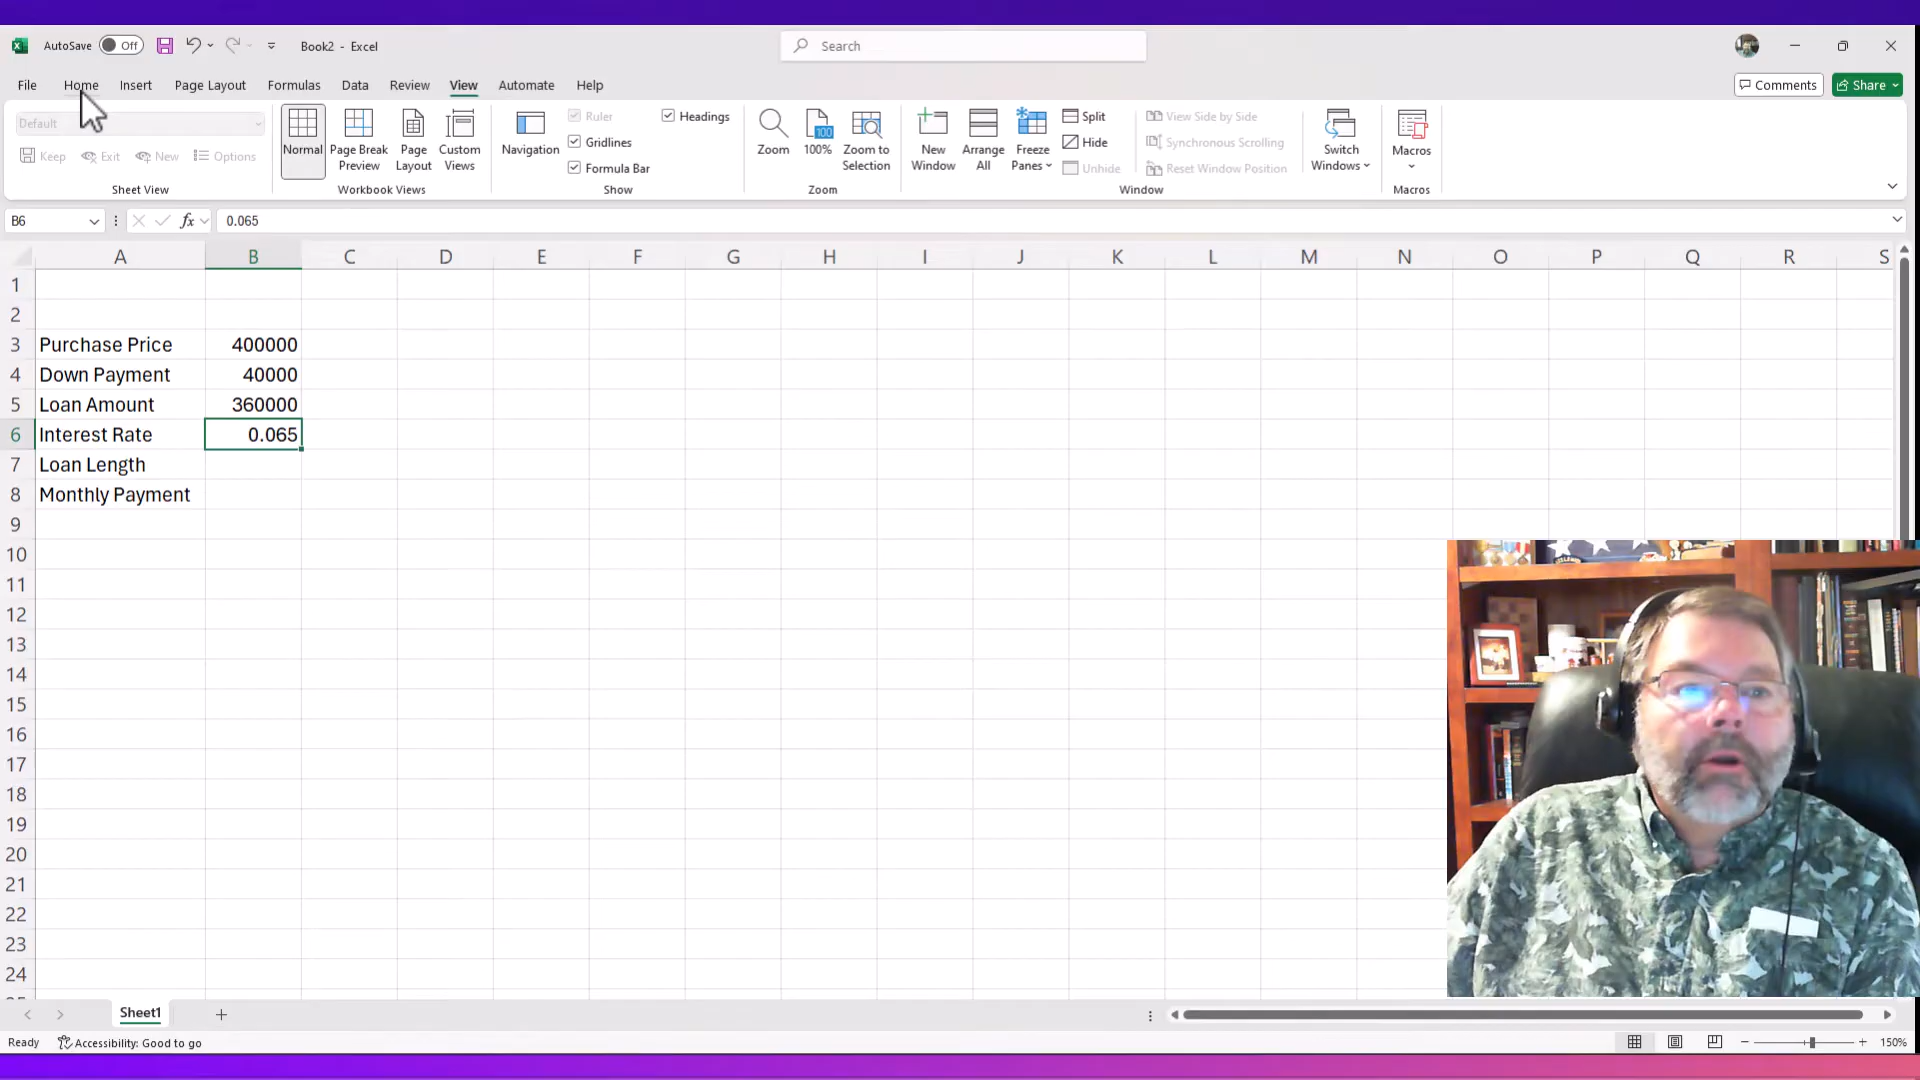 AutoSave Off Book2 - Excel Search
File Home Insert Page Layout Formulas Data Review View Automate Help Comments Share
Default
Keep Exit New Options
Sheet View
Normal Page Break Preview Page Layout Custom Views
Workbook Views
Navigation
Ruler
Gridlines
Formula Bar
Headings
Show
Zoom 100 100% Zoom to Selection
Zoom
New Window Arrange All Freeze Panes
Split
Hide
Unhide
View Side by Side
Synchronous Scrolling
Reset Window Position
Switch Windows
Window
Macros
Macros
B6 fx 0.065
A B C D E F G H I J K L M N O P Q R S
1
2
3 Purchase Price 400000
4 Down Payment 40000
5 Loan Amount 360000
6 Interest Rate 0.065
7 Loan Length
8 Monthly Payment
9
10
11
12
13
14
15
16
17
18
19
20
21
22
23
24
Sheet1
Ready Accessibility: Good to go 150%